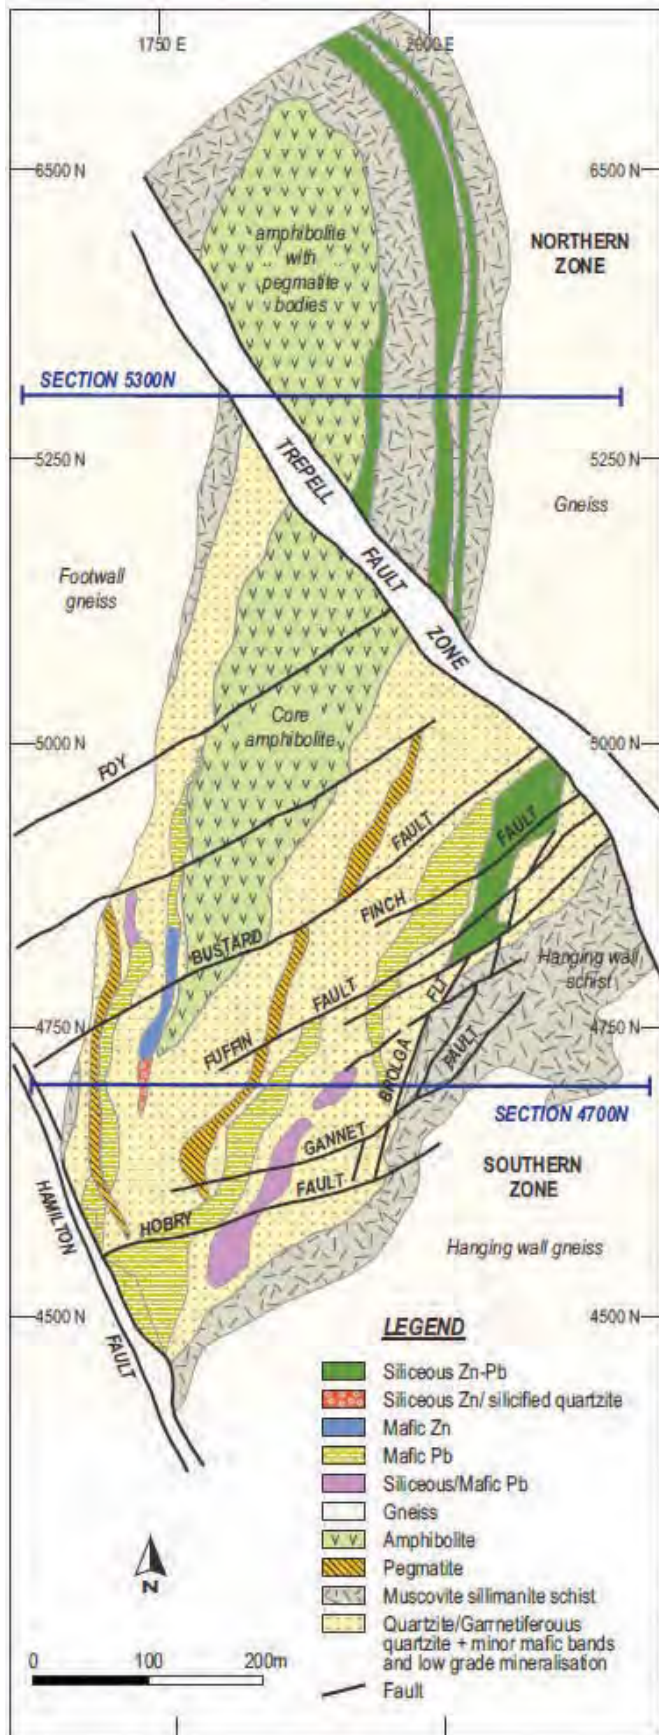 1750 E
2000 E
6500 N
6500 N
amphibolite
with
pegmatite
bodies
NORTHERN
ZONE
SECTION 5300N
5250 N
5250 N
TREPELL
FAULT
ZONE
Gneiss
Footwall
gneiss
Core
amphibolite
5000 N
5000 N
FOY
FAULT
FAULT
FINCH
BUSTARD
FAULT
Hanging wall
schist
FLT
4750 N
4750 N
PUFFIN
BROLGA
FAULT
SECTION 4700N
GANNET
SOUTHERN
ZONE
FAULT
HAMILTON
HOBRY
Hanging wall gneiss
4500 N
4500 N
FAULT
LEGEND
Siliceous Zn-Pb
Siliceous Zn/ silicified quartzite
Mafic Zn
Mafic Pb
Siliceous/Mafic Pb
Gneiss
Amphibolite
Pegmatite
Muscovite sillimanite schist
Quartzite/Garrnetiferouus
quartzite + minor mafic bands
and low grade mineralisation
Fault
N
0 100 200m